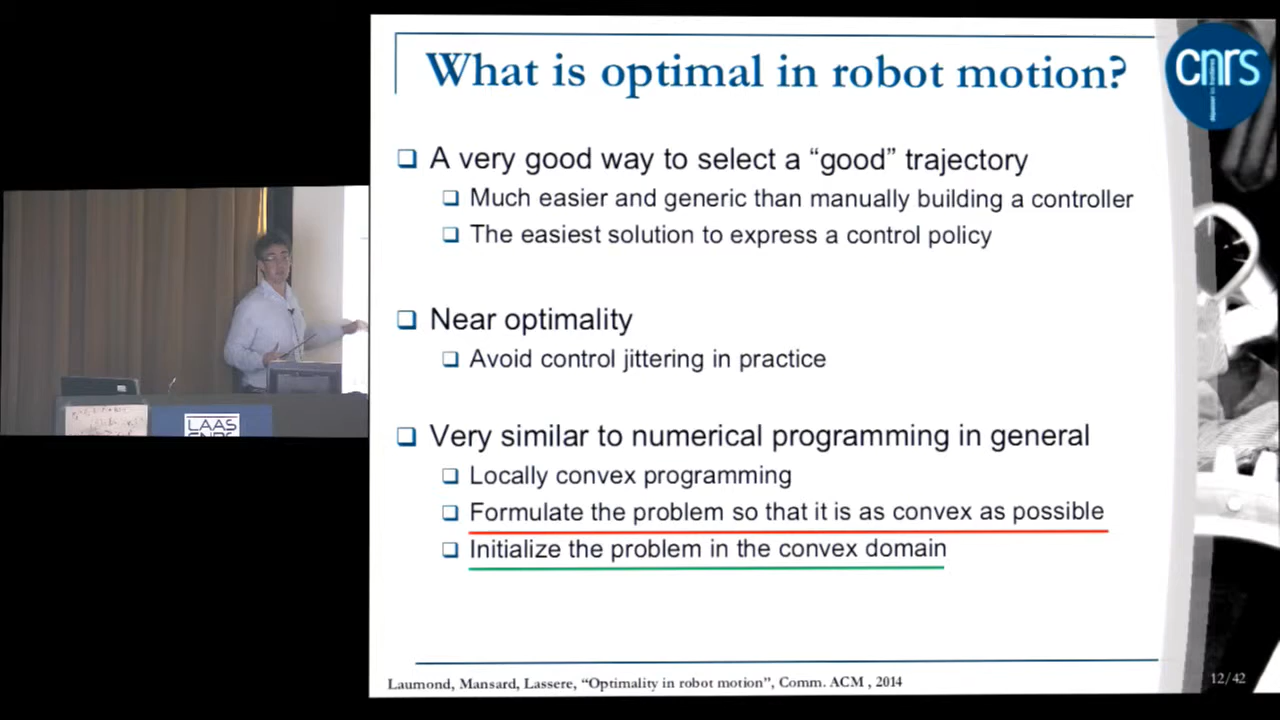 What is optimal in robot motion?
cnrs
dépasser les frontières
A very good way to select a “good” trajectory
Much easier and generic than manually building a controller
The easiest solution to express a control policy
Near optimality
Avoid control jittering in practice
Very similar to numerical programming in general
Locally convex programming
Formulate the problem so that it is as convex as possible
Initialize the problem in the convex domain
LAAS
CNRS
Laumond, Mansard, Lassere, “Optimality in robot motion”, Comm. ACM , 2014
12/42